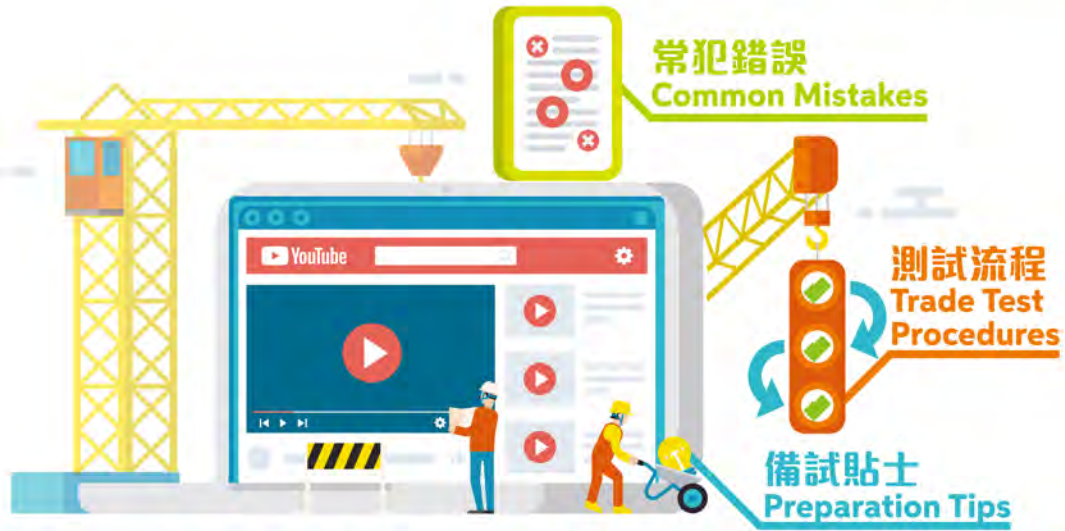 常犯錯誤
Common Mistakes
YouTube
測試流程
Trade Test
Procedures
備試貼士
Preparation Tips